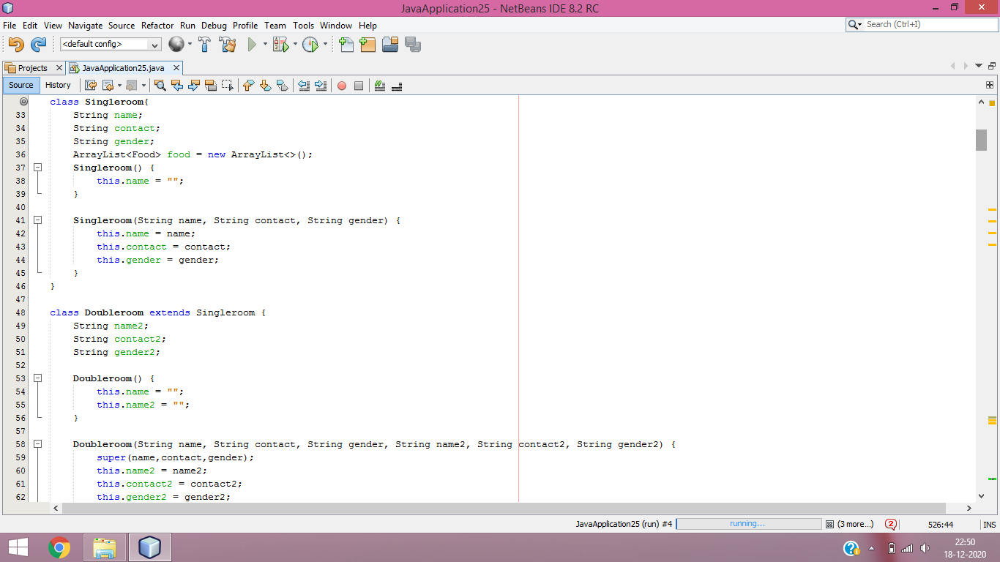 JavaApplication25 - NetBeans IDE 8.2 RC
File Edit View Navigate Source Refactor Run Debug Profile Team Tools Window Help
Search (Ctrl+I)
<default config>
Projects
JavaApplication25.java
Source History
class Singleroom{
33 String name;
34 String contact;
35 String gender;
36 ArrayList<Food> food = new ArrayList<>();
37 Singleroom() {
38 this.name = "";
39 }
40
41 Singleroom(String name, String contact, String gender) {
42 this.name = name;
43 this.contact = contact;
44 this.gender = gender;
45 }
46 }
47
48 class Doubleroom extends Singleroom {
49 String name2;
50 String contact2;
51 String gender2;
52
53 Doubleroom() {
54 this.name = "";
55 this.name2 = "";
56 }
57
58 Doubleroom(String name, String contact, String gender, String name2, String contact2, String gender2) {
59 super(name,contact,gender);
60 this.name2 = name2;
61 this.contact2 = contact2;
62 this.gender2 = gender2;
JavaApplication25 (run) #4 running... (3 more...) 2 526:44 INS
22:50
18-12-2020